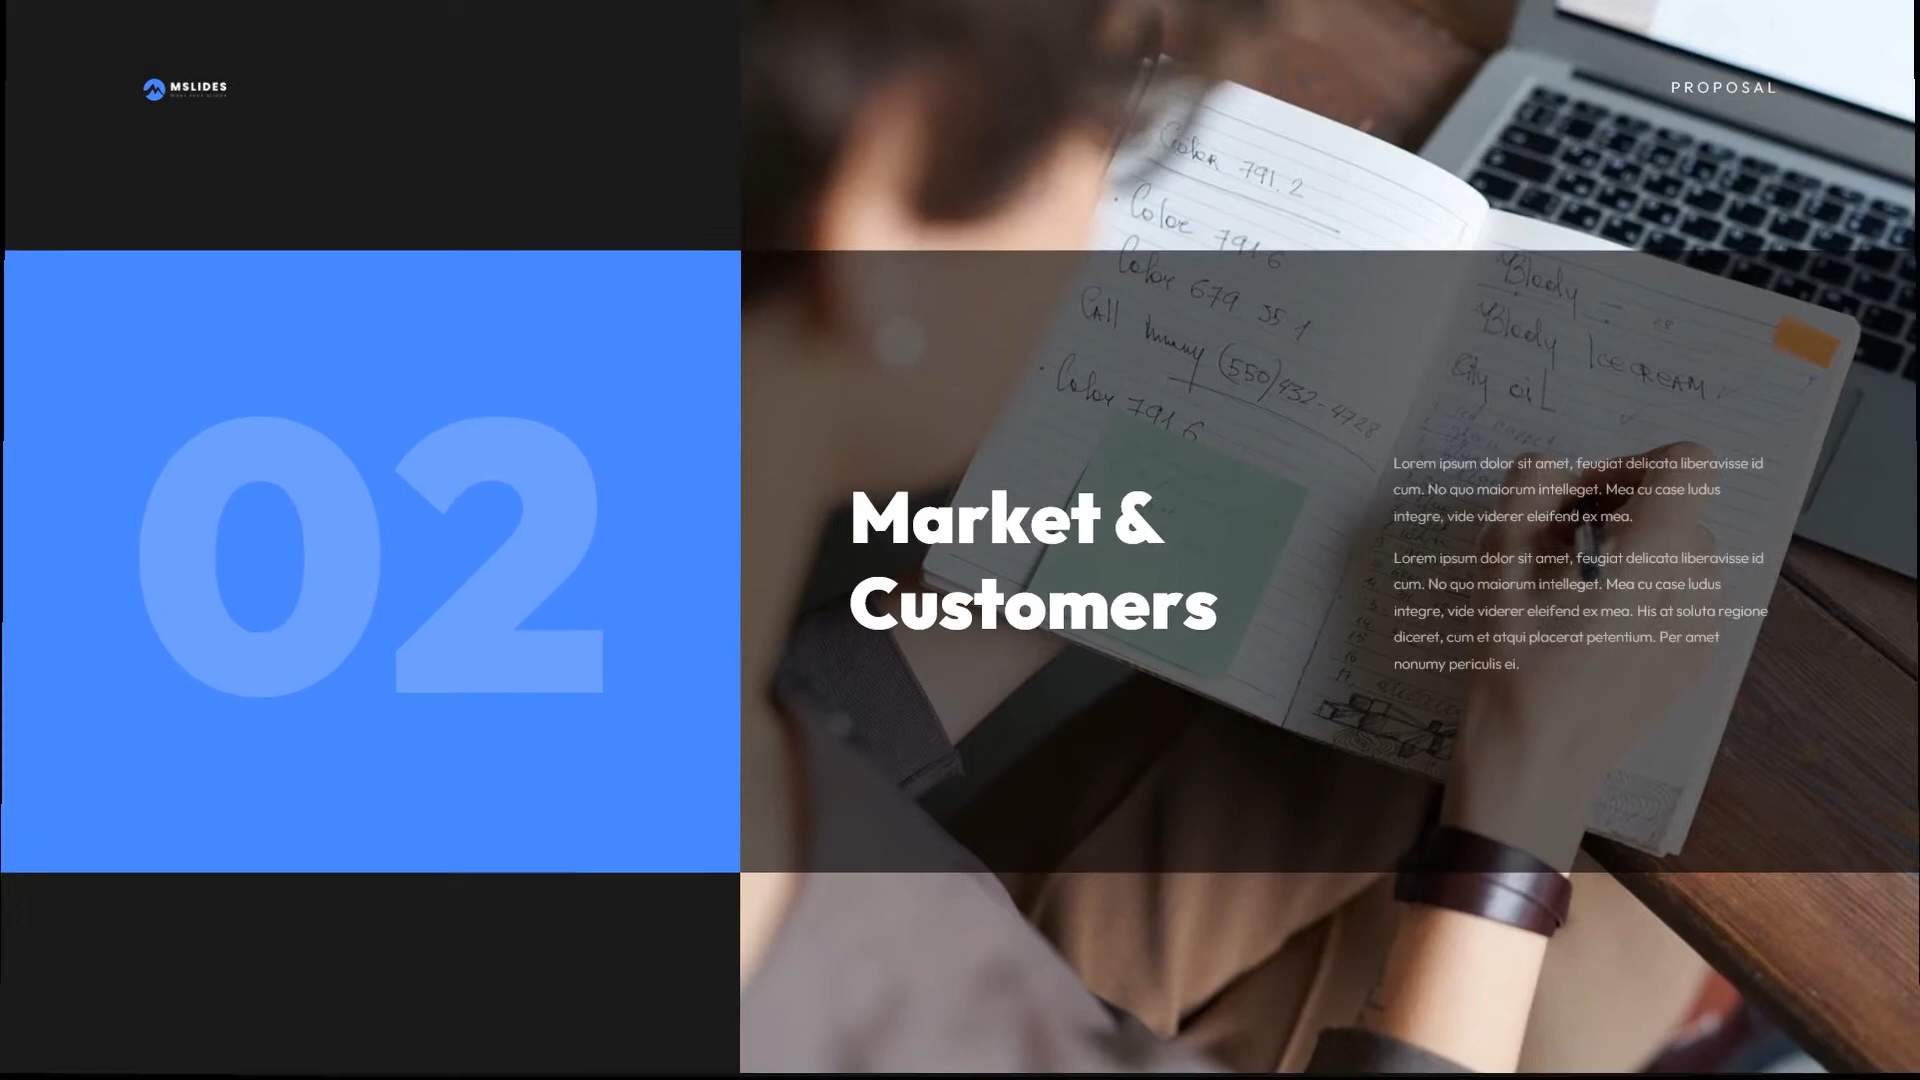 MSLIDES
PROPOSAL
Color 791.2
Color 791.6
Color 679 35 1
Call (550)432-4728
Color 791 6
Blody
Blody Icecream
City oil
02
Market &
Customers
Lorem ipsum dolor sit amet, feugiat delicata liberavisse id
cum. No quo maiorum intelleget. Mea cu case ludus
integre, vide viderer eleifend ex mea.
Lorem ipsum dolor sit amet, feugiat delicata liberavisse id
cum. No quo maiorum intelleget. Mea cu case ludus
integre, vide viderer eleifend ex mea. His at soluta regione
diceret, cum et atqui placerat petentium. Per amet
nonumy periculis ei.